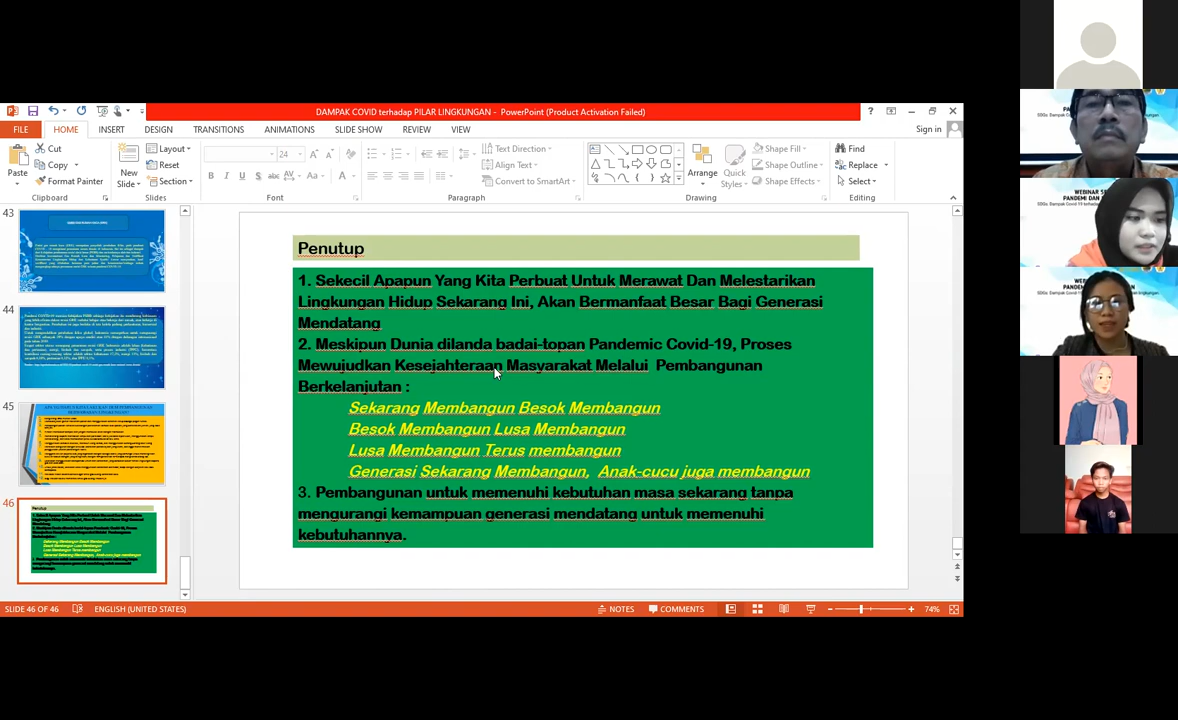 DAMPAK COVID terhadap PILAR LINGKUNGAN - PowerPoint (Product Activation Failed)
FILE HOME INSERT DESIGN TRANSITIONS ANIMATIONS SLIDE SHOW REVIEW VIEW Sign in
Paste
Cut
Copy
Format Painter
Clipboard
New
Slide
Layout
Reset
Section
Slides
24
B I U S abc AV Aa A
Font
Text Direction
Align Text
Convert to SmartArt
Paragraph
Arrange
Quick
Styles
Shape Fill
Shape Outline
Shape Effects
Drawing
Find
Replace
Select
Editing
43
44
45
46
Penutup
1. Sekecil Apapun Yang Kita Perbuat Untuk Merawat Dan Melestarikan
Lingkungan Hidup Sekarang Ini, Akan Bermanfaat Besar Bagi Generasi
Mendatang
2. Meskipun Dunia dilanda badai-topan Pandemic Covid-19, Proses
Mewujudkan Kesejahteraan Masyarakat Melalui Pembangunan
Berkelanjutan :
Sekarang Membangun Besok Membangun
Besok Membangun Lusa Membangun
Lusa Membangun Terus membangun
Generasi Sekarang Membangun, Anak-cucu juga membangun
3. Pembangunan untuk memenuhi kebutuhan masa sekarang tanpa
mengurangi kemampuan generasi mendatang untuk memenuhi
kebutuhannya.
SLIDE 46 OF 46 ENGLISH (UNITED STATES) NOTES COMMENTS 74%